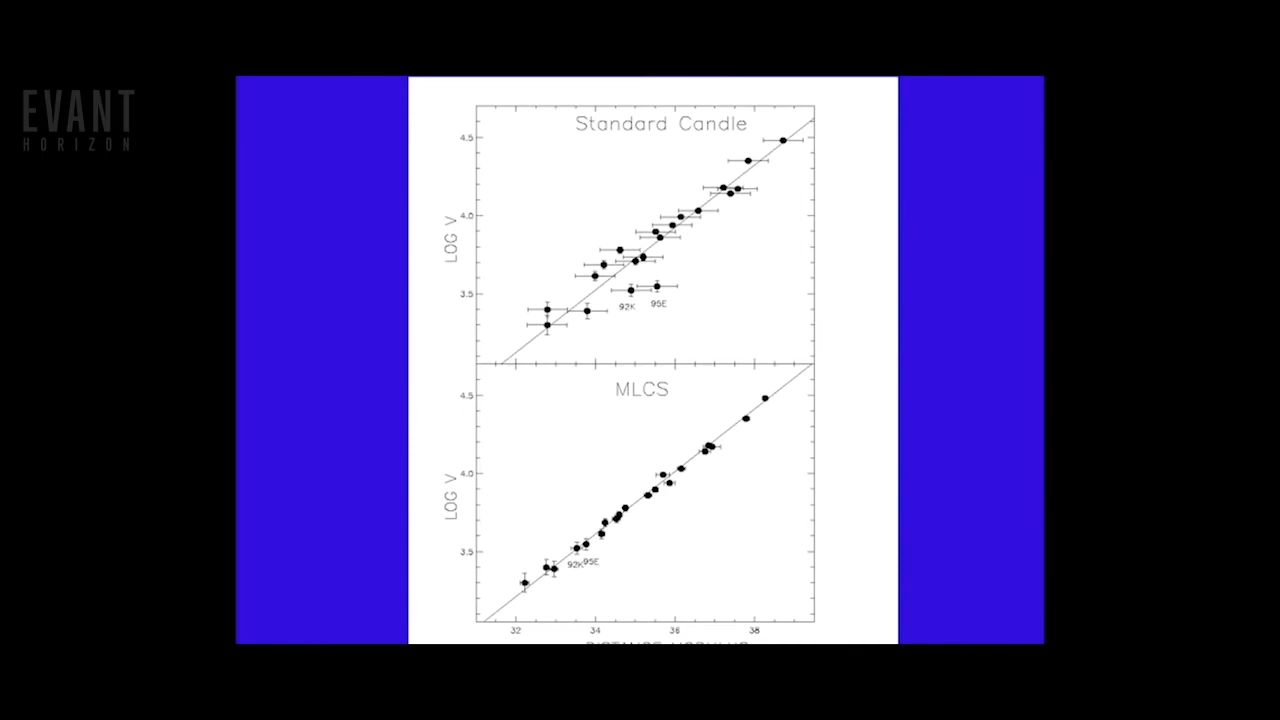 EVANT
HORIZON
Standard Candle
4.5
4.0
3.5
LOG V
92K
95E
MLCS
4.5
4.0
3.5
LOG V
92K
95E
32
34
36
38